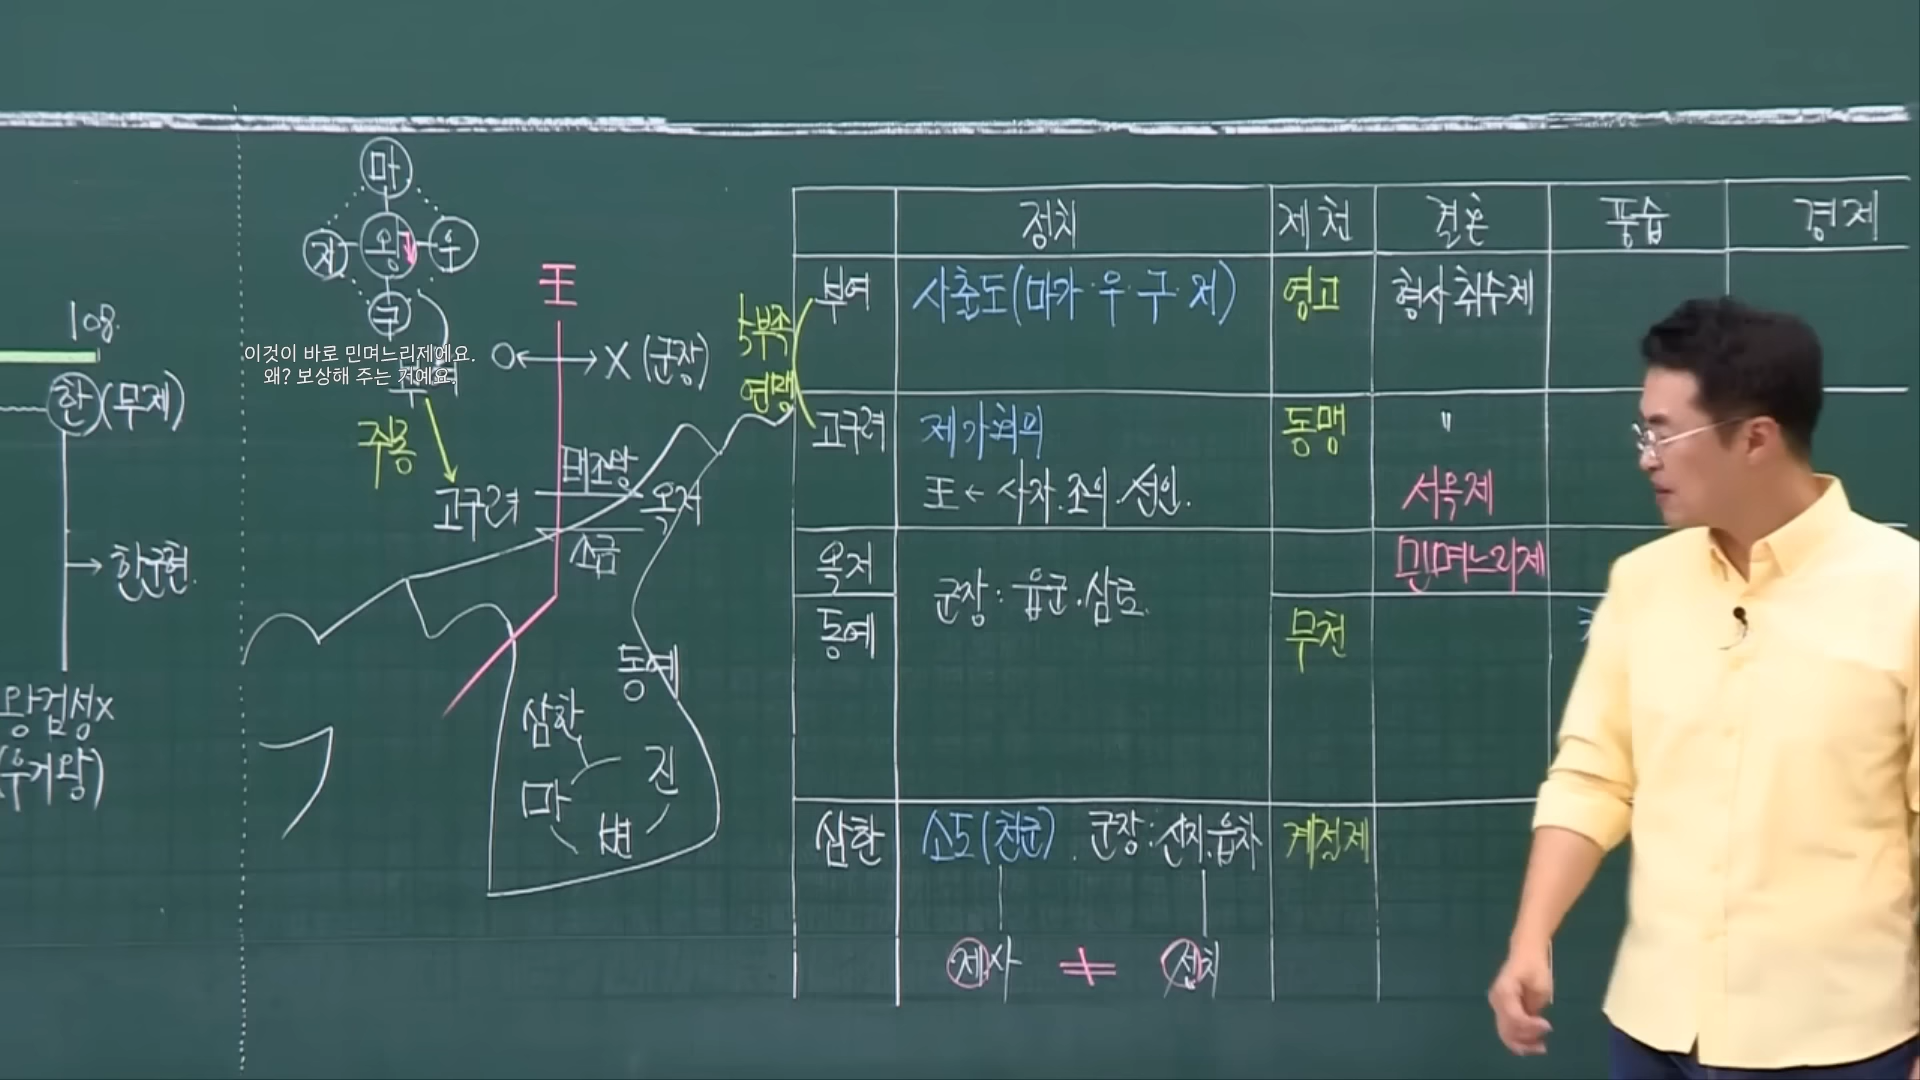 108.
한 (무제)
→ 한군현.
왕검성x
(우거왕)
마
저 왕 우
구
이것이 바로 민며느리제에요.
왜? 보상해 주는 거예요.
부여
주몽
고구려
王
O ↔ X (군장)
태조왕
옥저
소금
동예
삼한
마 진
변
5부족
연맹
정치 제천 결혼 풍습 경제
부여 사출도(마가·우·구·저) 영고 형사취수제
고구려 제가회의 동맹 〃
王 ← 사자.조의.선인. 서옥제
옥저 민며느리제
군장: 읍군.삼로.
동예 무천
삼한 소도(천군). 군장:신지.읍차 계절제
제사 ≠ 정치